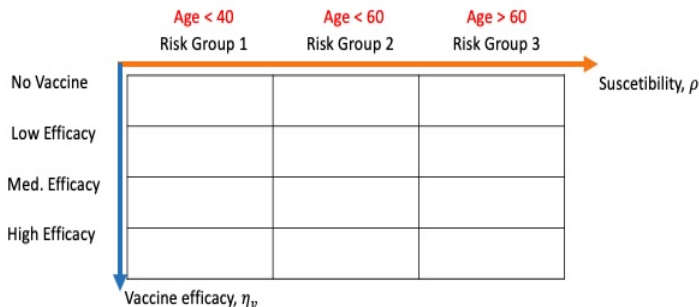 Age < 40 Age < 60 Age > 60
Risk Group 1 Risk Group 2 Risk Group 3
No Vaccine
Suscetibility, ρ
Low Efficacy
Med. Efficacy
High Efficacy
Vaccine efficacy, ηᵥ